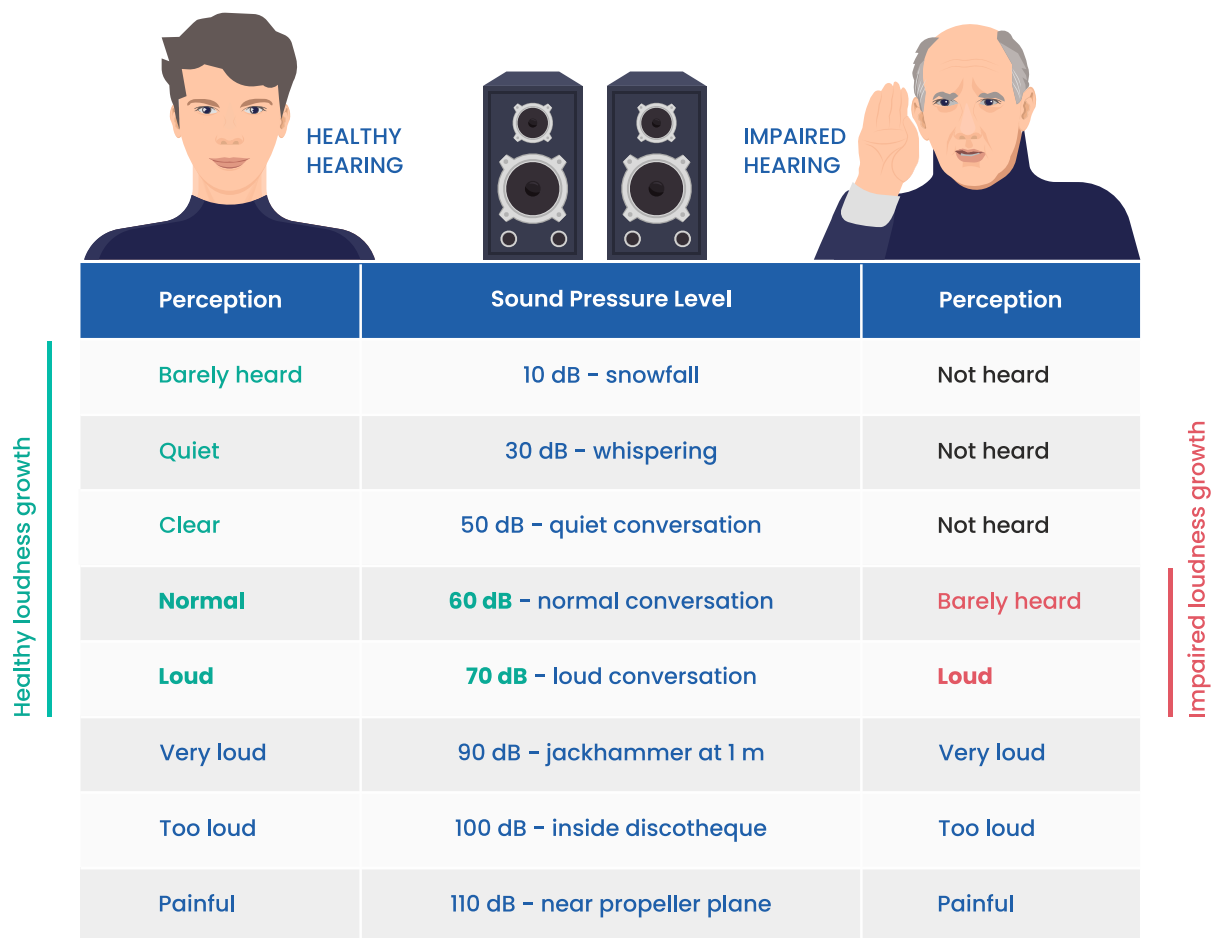 HEALTHY
HEARING
IMPAIRED
HEARING
Perception Sound Pressure Level Perception
Barely heard 10 dB – snowfall Not heard
Quiet 30 dB – whispering Not heard
Clear 50 dB – quiet conversation Not heard
Normal 60 dB – normal conversation Barely heard
Loud 70 dB – loud conversation Loud
Very loud 90 dB – jackhammer at 1 m Very loud
Too loud 100 dB – inside discotheque Too loud
Painful 110 dB – near propeller plane Painful
Healthy loudness growth
Impaired loudness growth